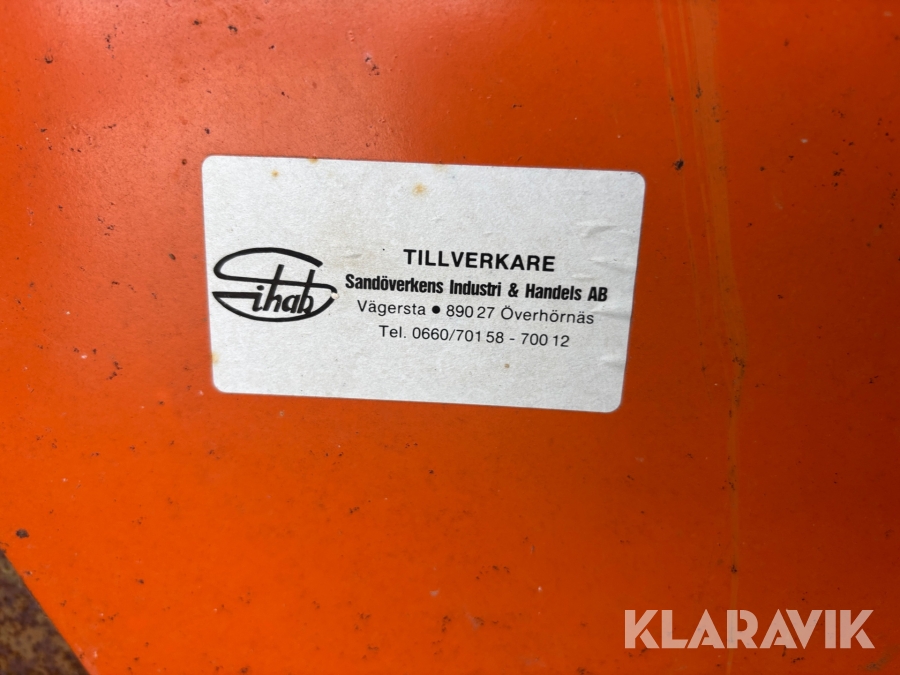 Sihab
TILLVERKARE
Sandöverkens Industri & Handels AB
Vägersta • 890 27 Överhörnäs
Tel. 0660/701 58 - 700 12
KLARAVIK